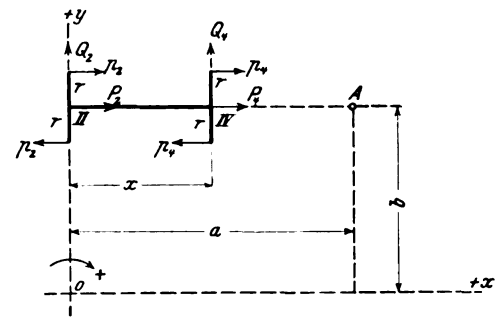 +y
Q₂ Q₄
p₂ p₄
r r
P₂ P₄ A
r II r IV
p₂ p₄
x
b
a
+
O +x